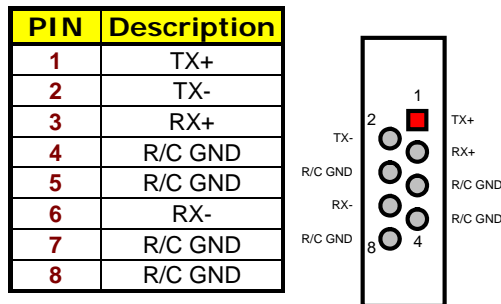 PIN Description
1 TX+
2 TX-
3 RX+
4 R/C GND
5 R/C GND
6 RX-
7 R/C GND
8 R/C GND
1
2 TX+
TX-
RX+
R/C GND
R/C GND
RX-
R/C GND
R/C GND
8 4